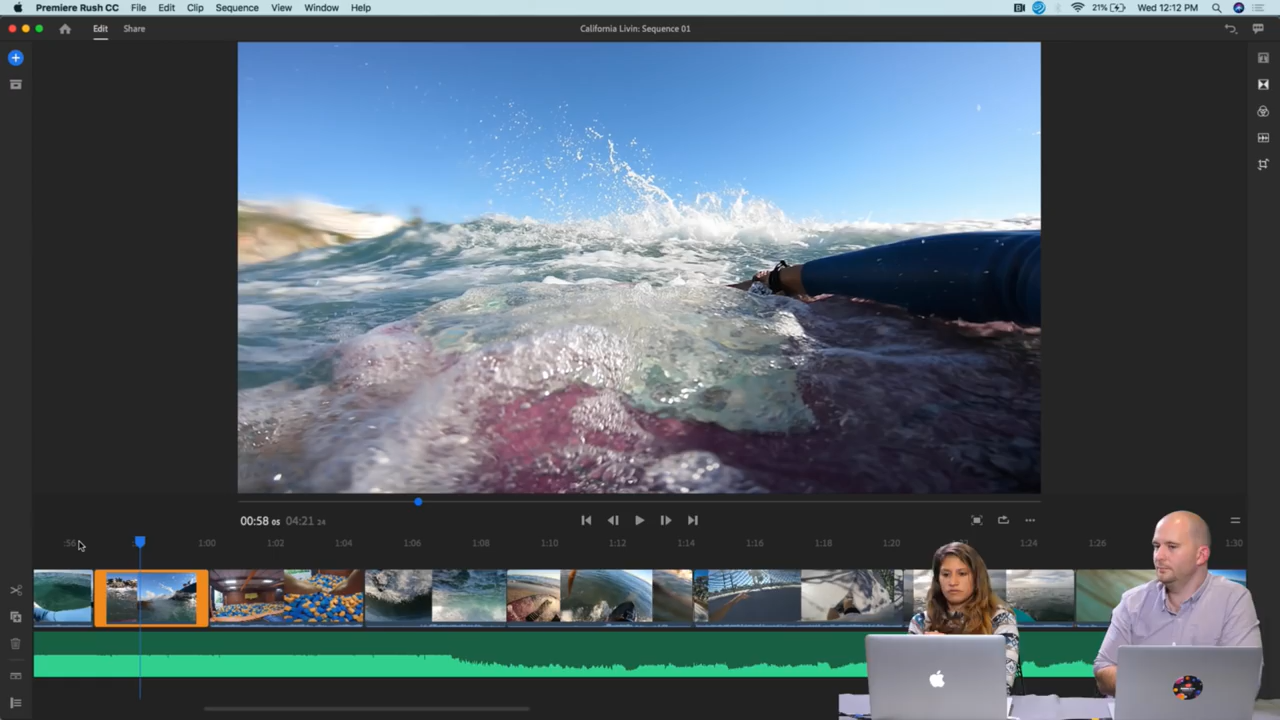 Premiere Rush CC File Edit Clip Sequence View Window Help 21% Wed 12:12 PM
Edit Share California Livin: Sequence 01
00:58 05 04:21 24
:56 1:00 1:02 1:04 1:06 1:08 1:10 1:12 1:14 1:16 1:18 1:20 1:24 1:26 1:30